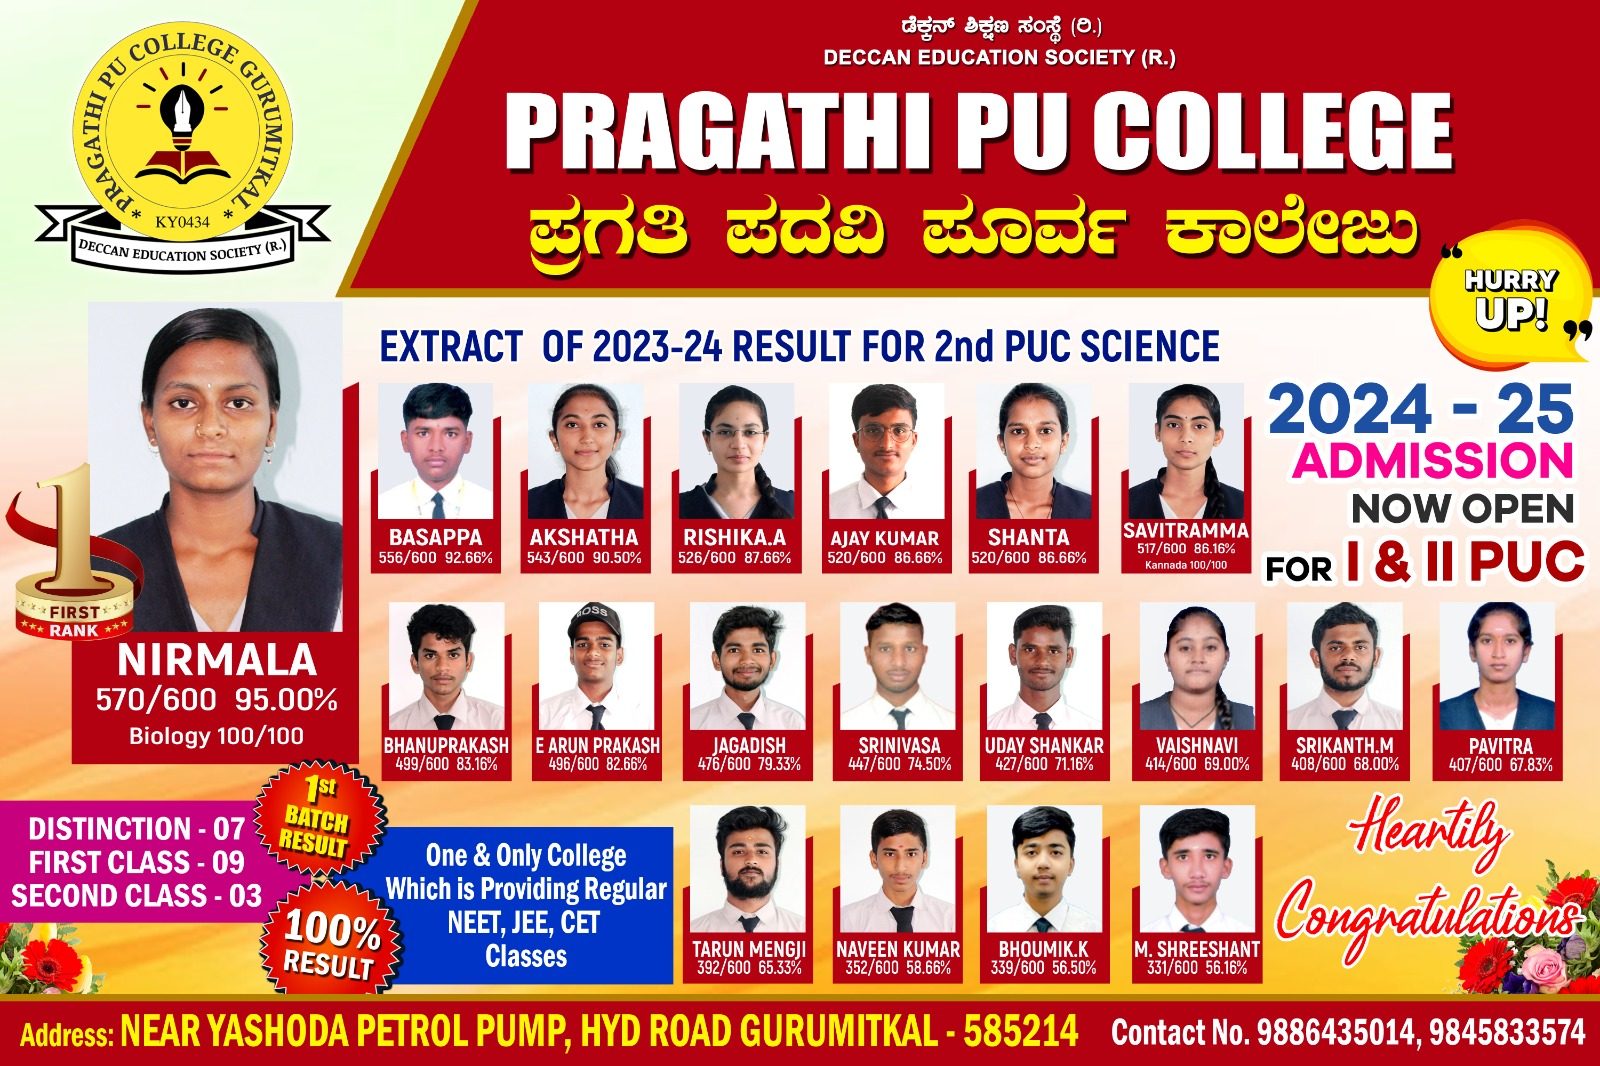 PRAGATHI PU COLLEGE GURUMITKAL
* KY0434 *
DECCAN EDUCATION SOCIETY (R.)
ಡೆಕ್ಕನ್ ಶಿಕ್ಷಣ ಸಂಸ್ಥೆ (ರಿ.)
DECCAN EDUCATION SOCIETY (R.)
PRAGATHI PU COLLEGE
ಪ್ರಗತಿ ಪದವಿ ಪೂರ್ವ ಕಾಲೇಜು
“HURRY
UP!”
EXTRACT OF 2023-24 RESULT FOR 2nd PUC SCIENCE
2024 - 25
ADMISSION
NOW OPEN
FOR I & II PUC
1
FIRST
RANK
NIRMALA
570/600 95.00%
Biology 100/100
BASAPPA
556/600 92.66%
AKSHATHA
543/600 90.50%
RISHIKA.A
526/600 87.66%
AJAY KUMAR
520/600 86.66%
SHANTA
520/600 86.66%
SAVITRAMMA
517/600 86.16%
Kannada 100/100
BHANUPRAKASH
499/600 83.16%
BOSS
E ARUN PRAKASH
496/600 82.66%
JAGADISH
476/600 79.33%
SRINIVASA
447/600 74.50%
UDAY SHANKAR
427/600 71.16%
VAISHNAVI
414/600 69.00%
SRIKANTH.M
408/600 68.00%
PAVITRA
407/600 67.83%
TARUN MENGJI
392/600 65.33%
NAVEEN KUMAR
352/600 58.66%
BHOUMIK.K
339/600 56.50%
M. SHREESHANT
331/600 56.16%
DISTINCTION - 07
FIRST CLASS - 09
SECOND CLASS - 03
1st
BATCH
RESULT
100%
RESULT
One & Only College
Which is Providing Regular
NEET, JEE, CET
Classes
Heartily
Congratulations
Address: NEAR YASHODA PETROL PUMP, HYD ROAD GURUMITKAL - 585214
Contact No. 9886435014, 9845833574